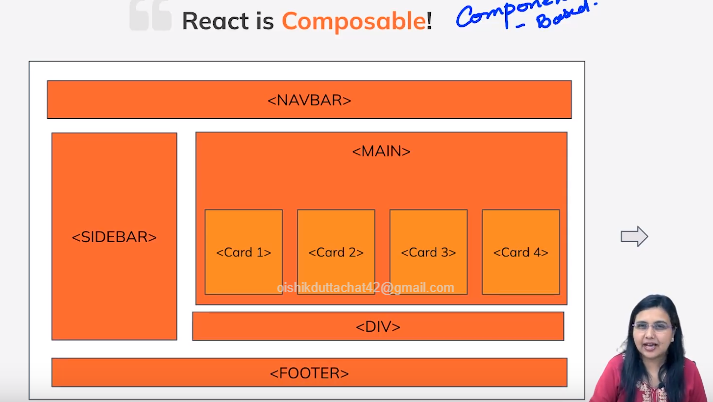 React is Composable!
Component
- Based.
<NAVBAR>
<SIDEBAR>
<MAIN>
<Card 1>
<Card 2>
<Card 3>
<Card 4>
oishikduttachat42@gmail.com
<DIV>
<FOOTER>